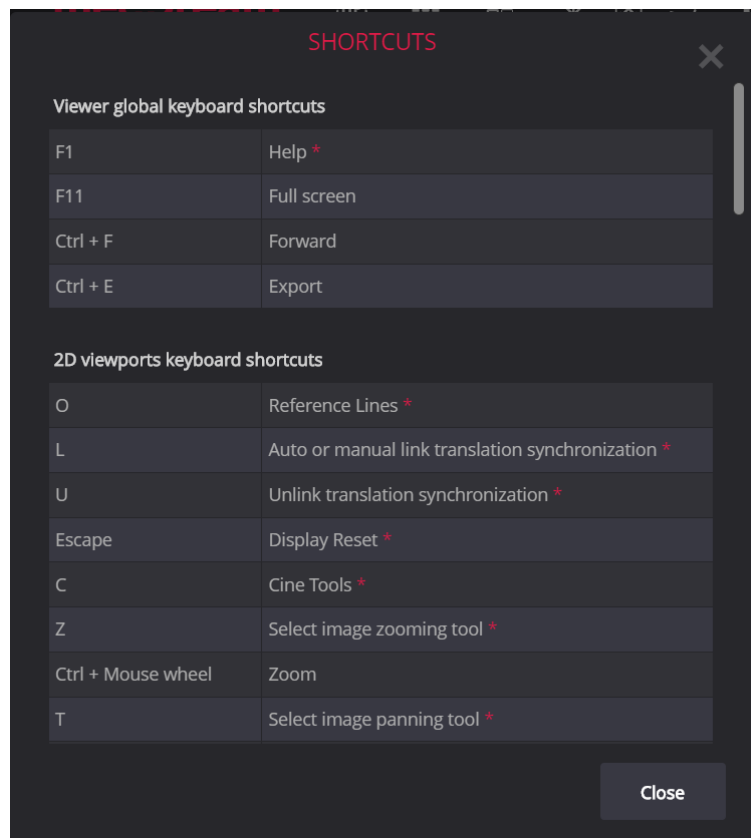 SHORTCUTS
Viewer global keyboard shortcuts
F1 Help *
F11 Full screen
Ctrl + F Forward
Ctrl + E Export
2D viewports keyboard shortcuts
O Reference Lines *
L Auto or manual link translation synchronization *
U Unlink translation synchronization *
Escape Display Reset *
C Cine Tools *
Z Select image zooming tool *
Ctrl + Mouse wheel Zoom
T Select image panning tool *
Close